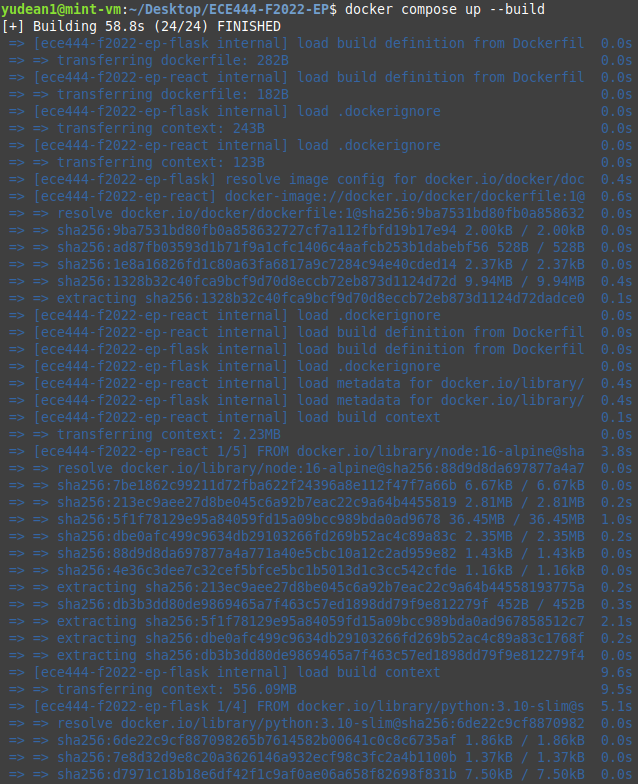 yudean1@mint-vm:~/Desktop/ECE444-F2022-EP$ docker compose up --build
[+] Building 58.8s (24/24) FINISHED
=> [ece444-f2022-ep-flask internal] load build definition from Dockerfil 0.0s
=> => transferring dockerfile: 282B 0.0s
=> [ece444-f2022-ep-react internal] load build definition from Dockerfil 0.0s
=> => transferring dockerfile: 182B 0.0s
=> [ece444-f2022-ep-flask internal] load .dockerignore 0.0s
=> => transferring context: 243B 0.0s
=> [ece444-f2022-ep-react internal] load .dockerignore 0.0s
=> => transferring context: 123B 0.0s
=> [ece444-f2022-ep-flask] resolve image config for docker.io/docker/doc 0.4s
=> [ece444-f2022-ep-react] docker-image://docker.io/docker/dockerfile:1@ 0.6s
=> => resolve docker.io/docker/dockerfile:1@sha256:9ba7531bd80fb0a858632 0.0s
=> => sha256:9ba7531bd80fb0a858632727cf7a112fbfd19b17e94 2.00kB / 2.00kB 0.0s
=> => sha256:ad87fb03593d1b71f9a1cfc1406c4aafcb253b1dabebf56 528B / 528B 0.0s
=> => sha256:1e8a16826fd1c80a63fa6817a9c7284c94e40cded14 2.37kB / 2.37kB 0.0s
=> => sha256:1328b32c40fca9bcf9d70d8eccb72eb873d1124d72d 9.94MB / 9.94MB 0.4s
=> => extracting sha256:1328b32c40fca9bcf9d70d8eccb72eb873d1124d72dadce0 0.1s
=> [ece444-f2022-ep-react internal] load .dockerignore 0.0s
=> [ece444-f2022-ep-react internal] load build definition from Dockerfil 0.0s
=> [ece444-f2022-ep-flask internal] load build definition from Dockerfil 0.0s
=> [ece444-f2022-ep-flask internal] load .dockerignore 0.0s
=> [ece444-f2022-ep-react internal] load metadata for docker.io/library/ 0.4s
=> [ece444-f2022-ep-flask internal] load metadata for docker.io/library/ 0.4s
=> [ece444-f2022-ep-react internal] load build context 0.1s
=> => transferring context: 2.23MB 0.0s
=> [ece444-f2022-ep-react 1/5] FROM docker.io/library/node:16-alpine@sha 3.8s
=> => resolve docker.io/library/node:16-alpine@sha256:88d9d8da697877a4a7 0.0s
=> => sha256:7be1862c99211d72fba622f24396a8e112f47f7a66b 6.67kB / 6.67kB 0.0s
=> => sha256:213ec9aee27d8be045c6a92b7eac22c9a64b4455819 2.81MB / 2.81MB 0.2s
=> => sha256:5f1f78129e95a84059fd15a09bcc989bda0ad9678 36.45MB / 36.45MB 1.0s
=> => sha256:dbe0afc499c9634db29103266fd269b52ac4c89a83c 2.35MB / 2.35MB 0.2s
=> => sha256:88d9d8da697877a4a771a40e5cbc10a12c2ad959e82 1.43kB / 1.43kB 0.0s
=> => sha256:4e36c3dee7c32cef5bfce5bc1b5013d1c3cc542cfde 1.16kB / 1.16kB 0.0s
=> => extracting sha256:213ec9aee27d8be045c6a92b7eac22c9a64b44558193775a 0.2s
=> => sha256:db3b3dd80de9869465a7f463c57ed1898dd79f9e812279f 452B / 452B 0.3s
=> => extracting sha256:5f1f78129e95a84059fd15a09bcc989bda0ad967858512c7 2.1s
=> => extracting sha256:dbe0afc499c9634db29103266fd269b52ac4c89a83c1768f 0.2s
=> => extracting sha256:db3b3dd80de9869465a7f463c57ed1898dd79f9e812279f4 0.0s
=> [ece444-f2022-ep-flask internal] load build context 9.6s
=> => transferring context: 556.09MB 9.5s
=> [ece444-f2022-ep-flask 1/4] FROM docker.io/library/python:3.10-slim@s 5.1s
=> => resolve docker.io/library/python:3.10-slim@sha256:6de22c9cf8870982 0.0s
=> => sha256:6de22c9cf887098265b7614582b00641c0c8c6735af 1.86kB / 1.86kB 0.0s
=> => sha256:7e8d32d9e8c20a3626146a932ecf98c3fc2a4b1100b 1.37kB / 1.37kB 0.0s
=> => sha256:d7971c18b18e6df42f1c9af0ae06a658f82698f831b 7.50kB / 7.50kB 0.0s